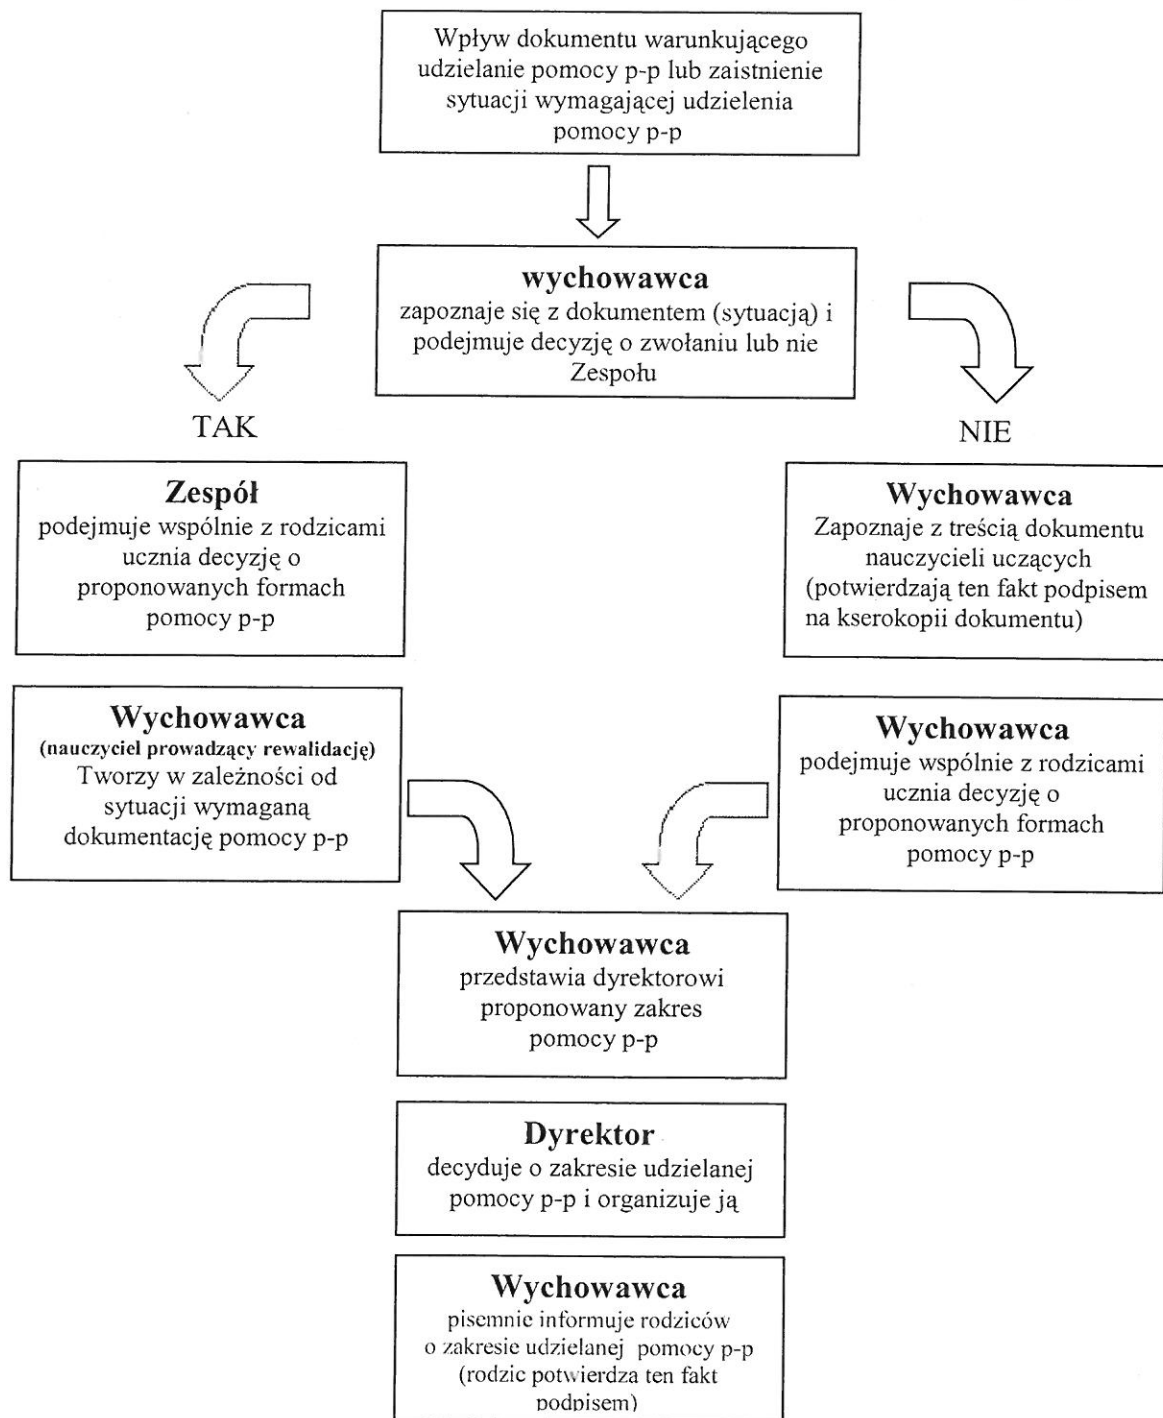 Wpływ dokumentu warunkującego
udzielanie pomocy p-p lub zaistnienie
sytuacji wymagającej udzielenia
pomocy p-p
wychowawca
zapoznaje się z dokumentem (sytuacją) i
podejmuje decyzję o zwołaniu lub nie
Zespołu
TAK
NIE
Zespół
podejmuje wspólnie z rodzicami
ucznia decyzję o
proponowanych formach
pomocy p-p
Wychowawca
Zapoznaje z treścią dokumentu
nauczycieli uczących
(potwierdzają ten fakt podpisem
na kserokopii dokumentu)
Wychowawca
(nauczyciel prowadzący rewalidację)
Tworzy w zależności od
sytuacji wymaganą
dokumentację pomocy p-p
Wychowawca
podejmuje wspólnie z rodzicami
ucznia decyzję o
proponowanych formach
pomocy p-p
Wychowawca
przedstawia dyrektorowi
proponowany zakres
pomocy p-p
Dyrektor
decyduje o zakresie udzielanej
pomocy p-p i organizuje ją
Wychowawca
pisemnie informuje rodziców
o zakresie udzielanej pomocy p-p
(rodzic potwierdza ten fakt
podpisem)